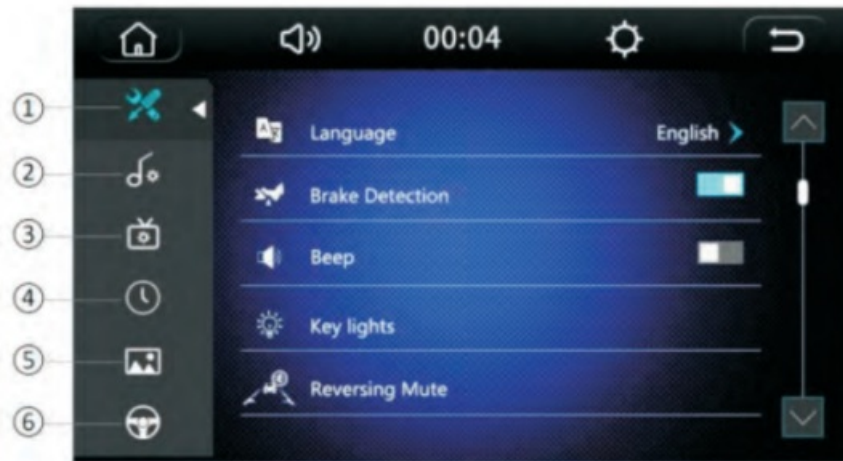 00:04
① Language English
② Brake Detection
③ Beep
④ Key lights
⑤ Reversing Mute
⑥